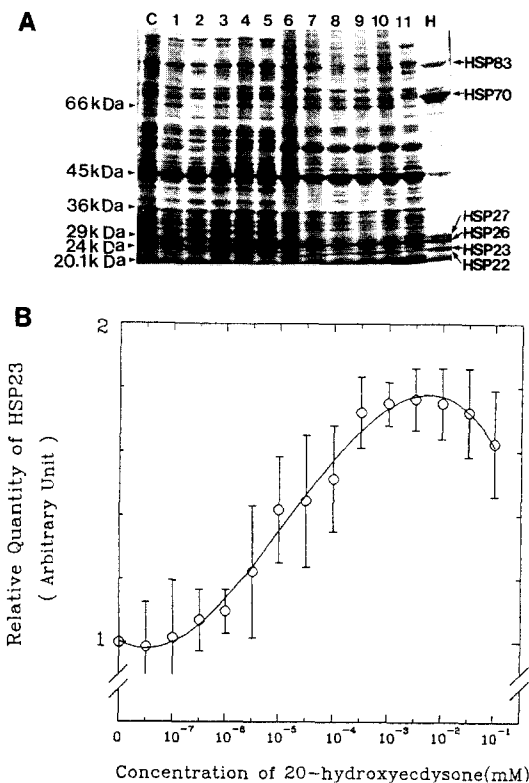 A
C 1 2 3 4 5 6 7 8 9 10 11 H
HSP83
HSP70
66kDa
45kDa
36kDa
29kDa
24kDa
20.1kDa
HSP27
HSP26
HSP23
HSP22
B
Relative Quantity of HSP23
( Arbitrary Unit )
2
1
0 10⁻⁷ 10⁻⁶ 10⁻⁵ 10⁻⁴ 10⁻³ 10⁻² 10⁻¹
Concentration of 20-hydroxyecdysone(mM)